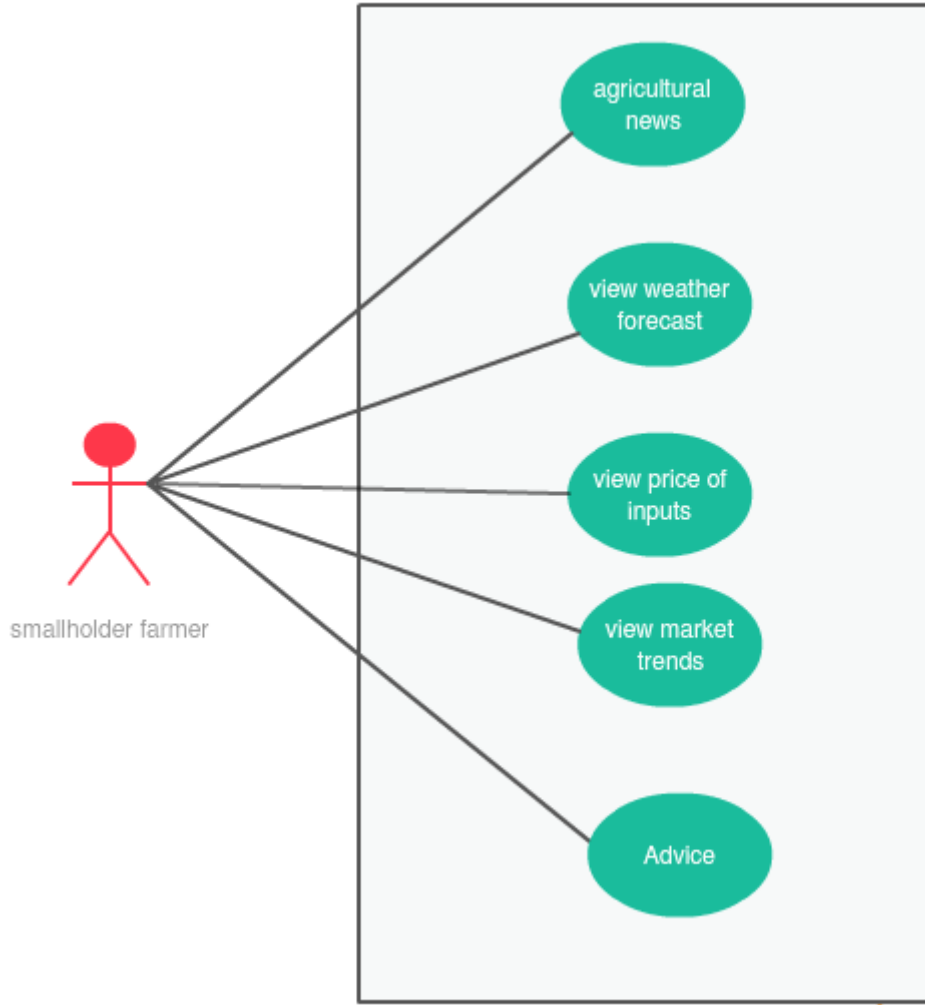 agricultural
news
view weather
forecast
view price of
inputs
smallholder farmer
view market
trends
Advice